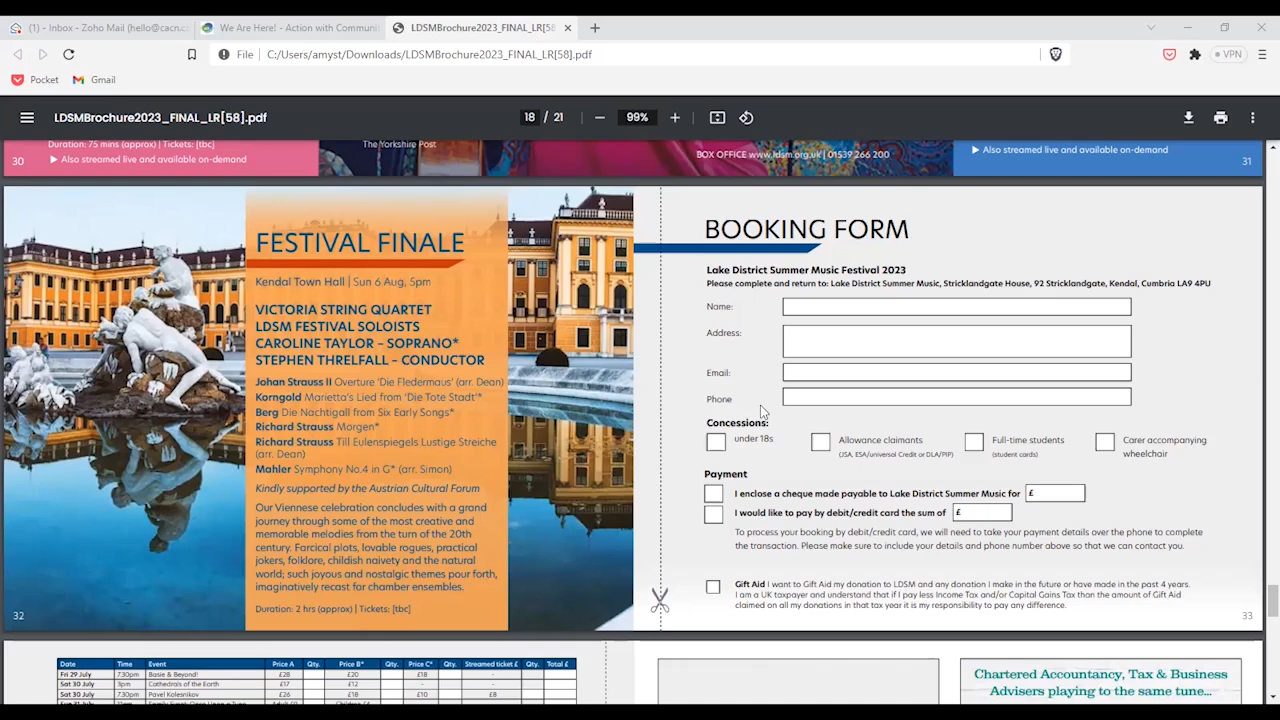 (1) - Inbox - Zoho Mail (hello@cacn.c
We Are Here! - Action with Communi
LDSMBrochure2023_FINAL_LR[58]
File
C:/Users/amyst/Downloads/LDSMBrochure2023_FINAL_LR[58].pdf
VPN
Pocket
Gmail
LDSMBrochure2023_FINAL_LR[58].pdf
18 / 21
99%
Duration: 75 mins (approx) | Tickets: [tbc]
Also streamed live and available on-demand
30
The Yorkshire Post
BOX OFFICE www.ldsm.org.uk | 01539 266 200
Also streamed live and available on-demand
31
FESTIVAL FINALE
Kendal Town Hall | Sun 6 Aug, 5pm
VICTORIA STRING QUARTET
LDSM FESTIVAL SOLOISTS
CAROLINE TAYLOR – SOPRANO*
STEPHEN THRELFALL – CONDUCTOR
Johan Strauss II Overture ‘Die Fledermaus’ (arr. Dean)
Korngold Marietta’s Lied from ‘Die Tote Stadt’*
Berg Die Nachtigall from Six Early Songs*
Richard Strauss Morgen*
Richard Strauss Till Eulenspiegels Lustige Streiche
(arr. Dean)
Mahler Symphony No.4 in G* (arr. Simon)
Kindly supported by the Austrian Cultural Forum
Our Viennese celebration concludes with a grand
journey through some of the most creative and
memorable melodies from the turn of the 20th
century. Farcical plots, lovable rogues, practical
jokers, folklore, childish naivety and the natural
world; such joyous and nostalgic themes pour forth,
imaginatively recast for chamber ensembles.
Duration: 2 hrs (approx) | Tickets: [tbc]
32
BOOKING FORM
Lake District Summer Music Festival 2023
Please complete and return to: Lake District Summer Music, Stricklandgate House, 92 Stricklandgate, Kendal, Cumbria LA9 4PU
Name:
Address:
Email:
Phone
Concessions:
under 18s
Allowance claimants
(JSA, ESA/universal Credit or DLA/PIP)
Full-time students
(student cards)
Carer accompanying
wheelchair
Payment
I enclose a cheque made payable to Lake District Summer Music for £
I would like to pay by debit/credit card the sum of £
To process your booking by debit/credit card, we will need to take your payment details over the phone to complete
the transaction. Please make sure to include your details and phone number above so that we can contact you.
Gift Aid I want to Gift Aid my donation to LDSM and any donation I make in the future or have made in the past 4 years.
I am a UK taxpayer and understand that if I pay less Income Tax and/or Capital Gains Tax than the amount of Gift Aid
claimed on all my donations in that tax year it is my responsibility to pay any difference.
33
Date Time Event Price A Qty. Price B* Qty. Price C* Qty. Streamed ticket £ Qty. Total £
Fri 29 July 7.30pm Basie & Beyond! £28 £20 £18 -
Sat 30 July 3pm Cathedrals of the Earth £17 £12 - -
Sat 30 July 7.30pm Pavel Kolesnikov £26 £18 £10 £8
Chartered Accountancy, Tax & Business
Advisers playing to the same tune...